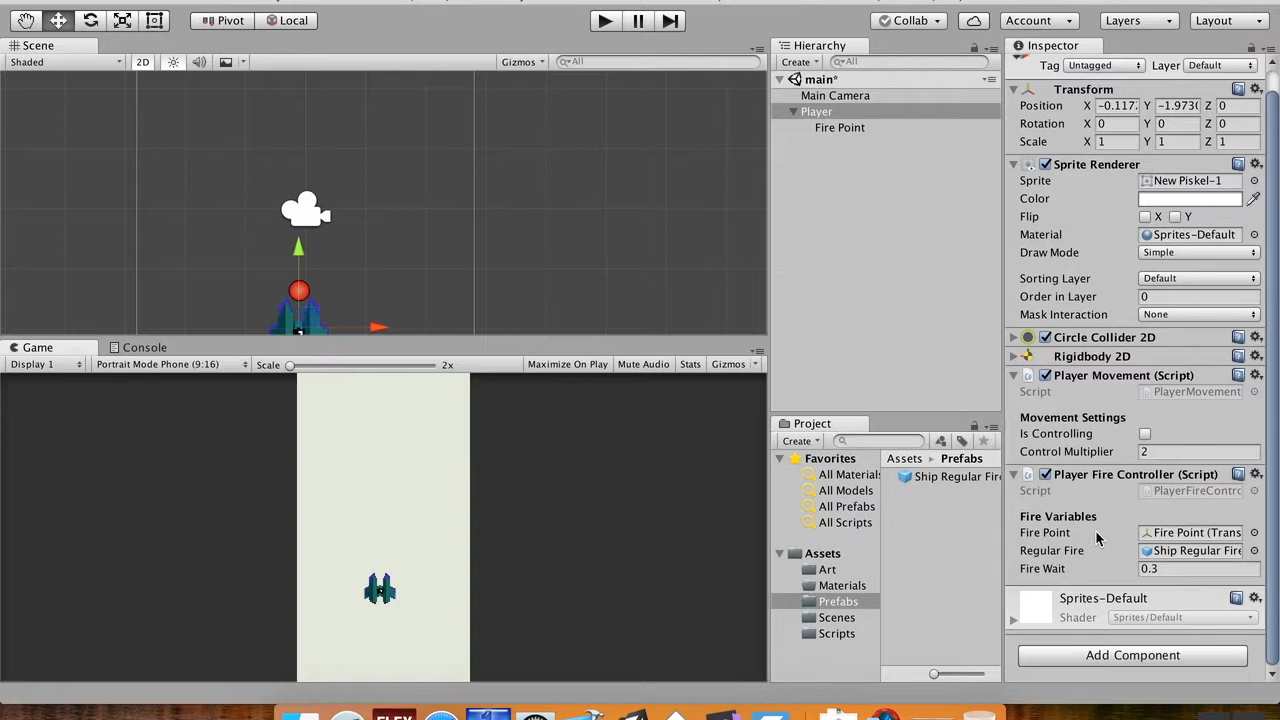 Pivot
Local
Collab
Account
Layers
Layout
Scene
Shaded
2D
Gizmos
All
Hierarchy
Create
All
main*
Main Camera
Player
Fire Point
Inspector
Tag Untagged Layer Default
Transform
Position X -0.117 Y -1.973 Z 0
Rotation X 0 Y 0 Z 0
Scale X 1 Y 1 Z 1
Sprite Renderer
Sprite New Piskel-1
Color
Flip X Y
Material Sprites-Default
Draw Mode Simple
Sorting Layer Default
Order in Layer 0
Mask Interaction None
Circle Collider 2D
Rigidbody 2D
Player Movement (Script)
Script PlayerMovement
Movement Settings
Is Controlling
Control Multiplier 2
Player Fire Controller (Script)
Script PlayerFireContro
Fire Variables
Fire Point Fire Point (Trans
Regular Fire Ship Regular Fire
Fire Wait 0.3
Sprites-Default
Shader Sprites/Default
Add Component
Game
Console
Display 1
Portrait Mode Phone (9:16)
Scale 2x
Maximize On Play
Mute Audio
Stats
Gizmos
Project
Create
Favorites
All Materials
All Models
All Prefabs
All Scripts
Assets
Art
Materials
Prefabs
Scenes
Scripts
Assets Prefabs
Ship Regular Fire
FLEX